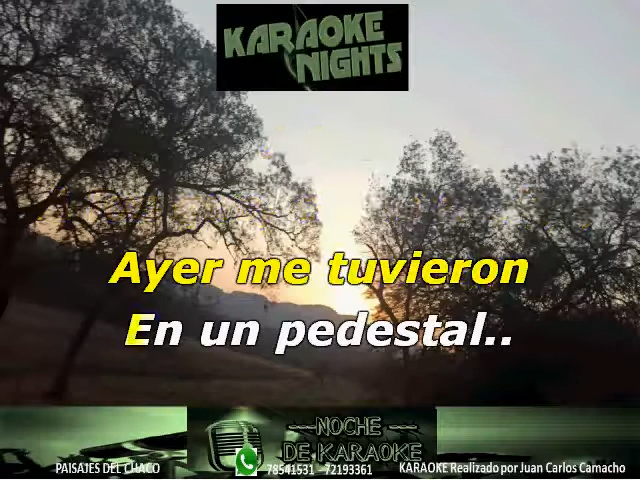 KARAOKE
NIGHTS
Ayer me tuvieron
En un pedestal..
NOCHE
DE KARAOKE
PAISAJES DEL CHACO
78541531 - 72193361
KARAOKE Realizado por Juan Carlos Camacho